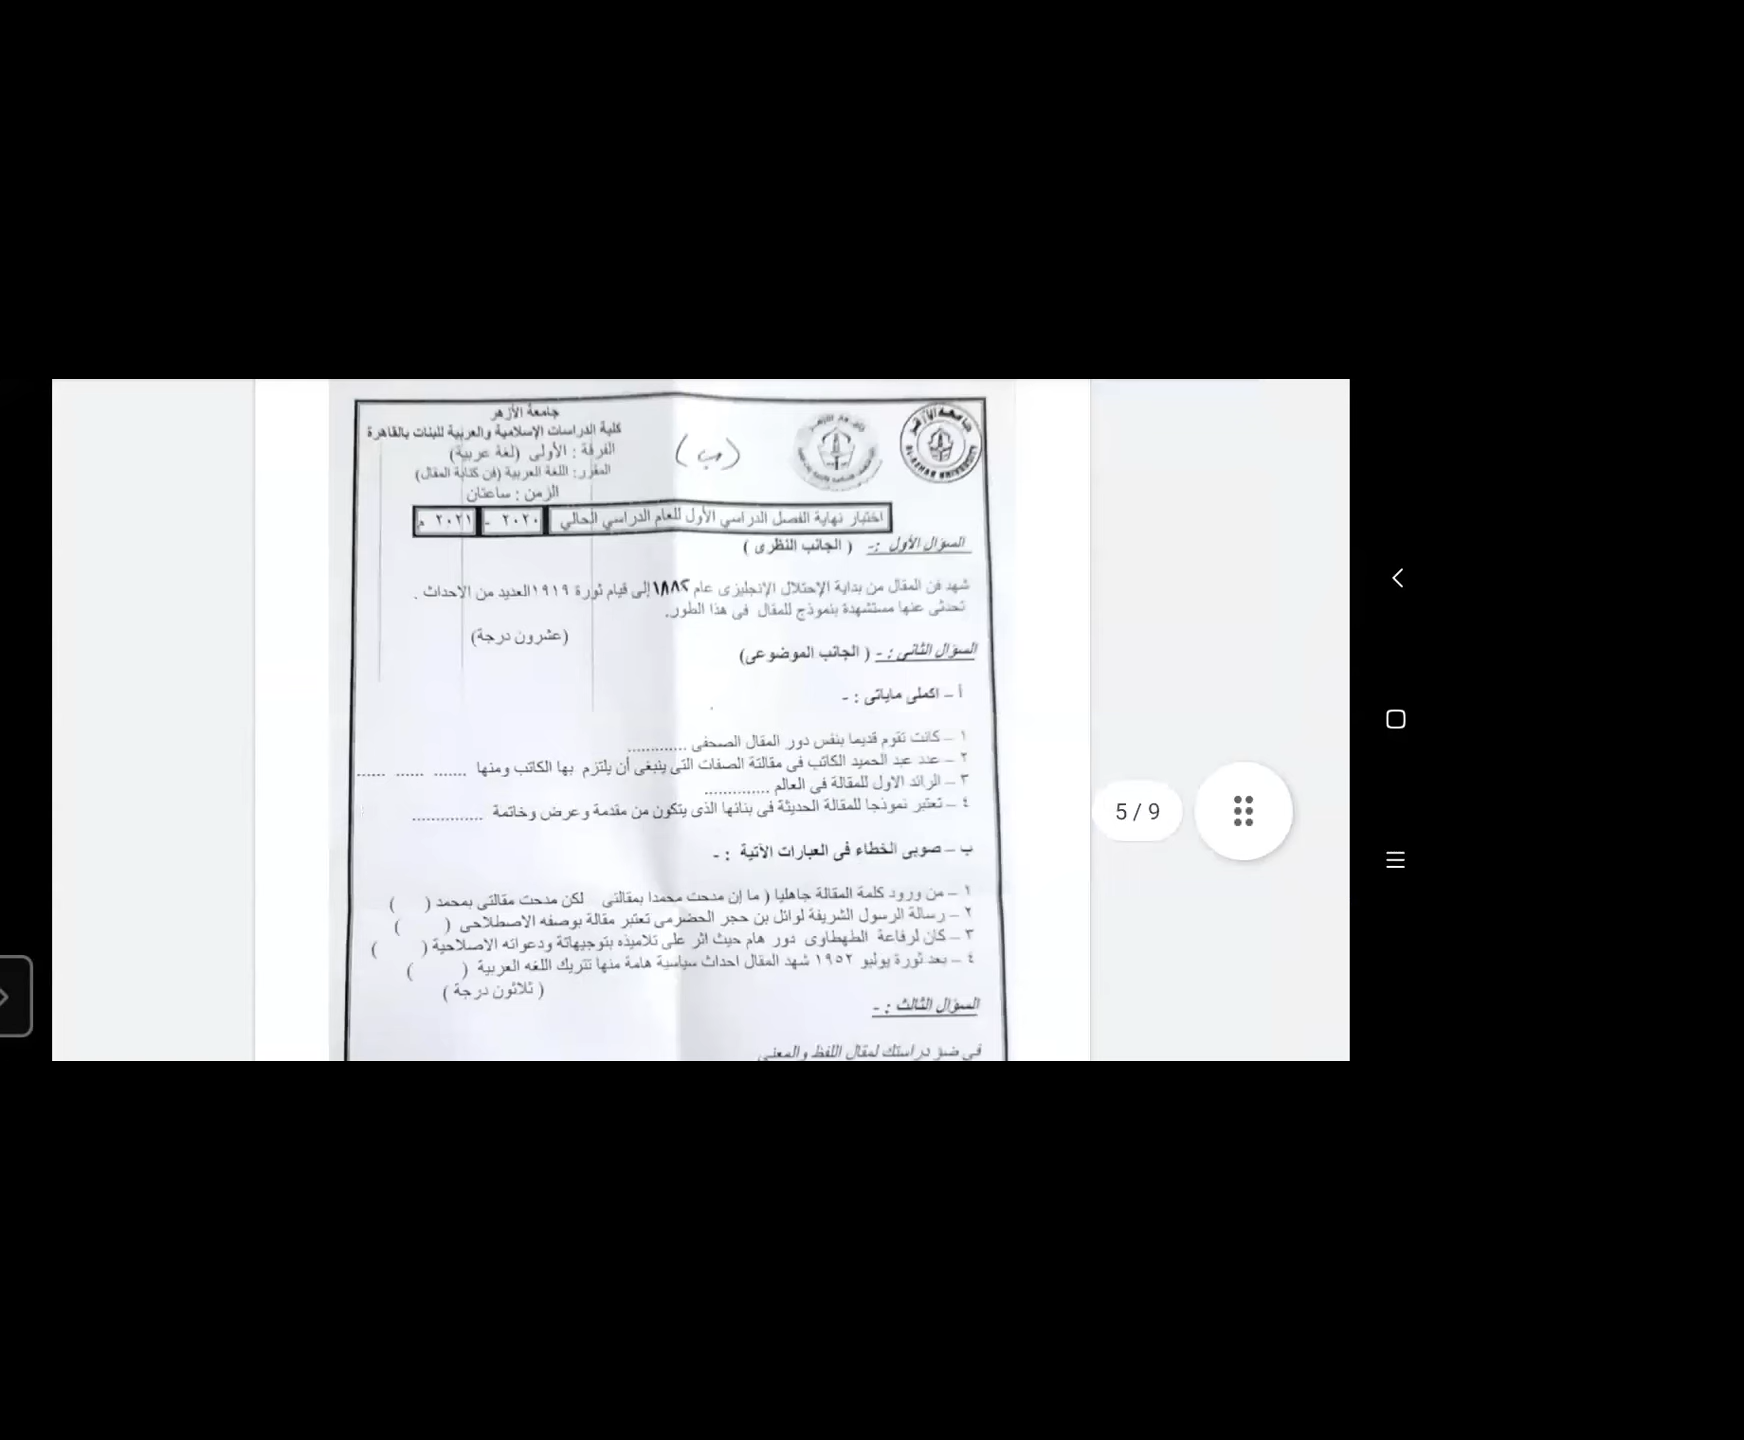 جامعة الأزهر
كلية الدراسات الإسلامية والعربية للبنات بالقاهرة
الفرقة : الأولى (لغة عربية)
المقرر: اللغة العربية (فن كتابة المقال)
الزمن : ساعتان
(ب)
جامعة الأزهر
AL-AZHAR UNIVERSITY
اختبار نهاية الفصل الدراسي الأول للعام الدراسي الحالي ٢٠٢٠ - ٢٠٢١ م
السؤال الأول :- ( الجانب النظرى )
شهد فن المقال من بداية الإحتلال الإنجليزى عام ١٨٨٢ إلى قيام ثورة ١٩١٩ العديد من الاحداث .
تحدثى عنها مستشهدة بنموذج للمقال فى هذا الطور.
(عشرون درجة)
السؤال الثانى : - ( الجانب الموضوعى)
أ – اكملى ماياتى : -
١ – كانت تقوم قديما بنفس دور المقال الصحفى .............
٢ – عدد عبد الحميد الكاتب فى مقالتة الصفات التى ينبغى أن يلتزم بها الكاتب ومنها ....... ...... ......
٣ – الرائد الاول للمقالة فى العالم ..............
٤ – تعتبر نموذجا للمقالة الحديثة فى بنائها الذى يتكون من مقدمة وعرض وخاتمة ...............
ب – صوبى الخطاء فى العبارات الآتية : -
١ – من ورود كلمة المقالة جاهليا ( ما إن مدحت محمدا بمقالتى لكن مدحت مقالتى بمحمد ( )
٢ – رسالة الرسول الشريفة لوائل بن حجر الحضرمى تعتبر مقالة بوصفه الاصطلاحى ( )
٣ – كان لرفاعة الطهطاوى دور هام حيث اثر على تلاميذه بتوجيهاتة ودعواته الاصلاحية ( )
٤ – بعد ثورة يوليو ١٩٥٢ شهد المقال احداث سياسية هامة منها تتريك اللغه العربية ( )
( ثلاثون درجة )
السؤال الثالث : -
فى ضؤ دراستك لمقال اللفظ والمعنى
5 / 9